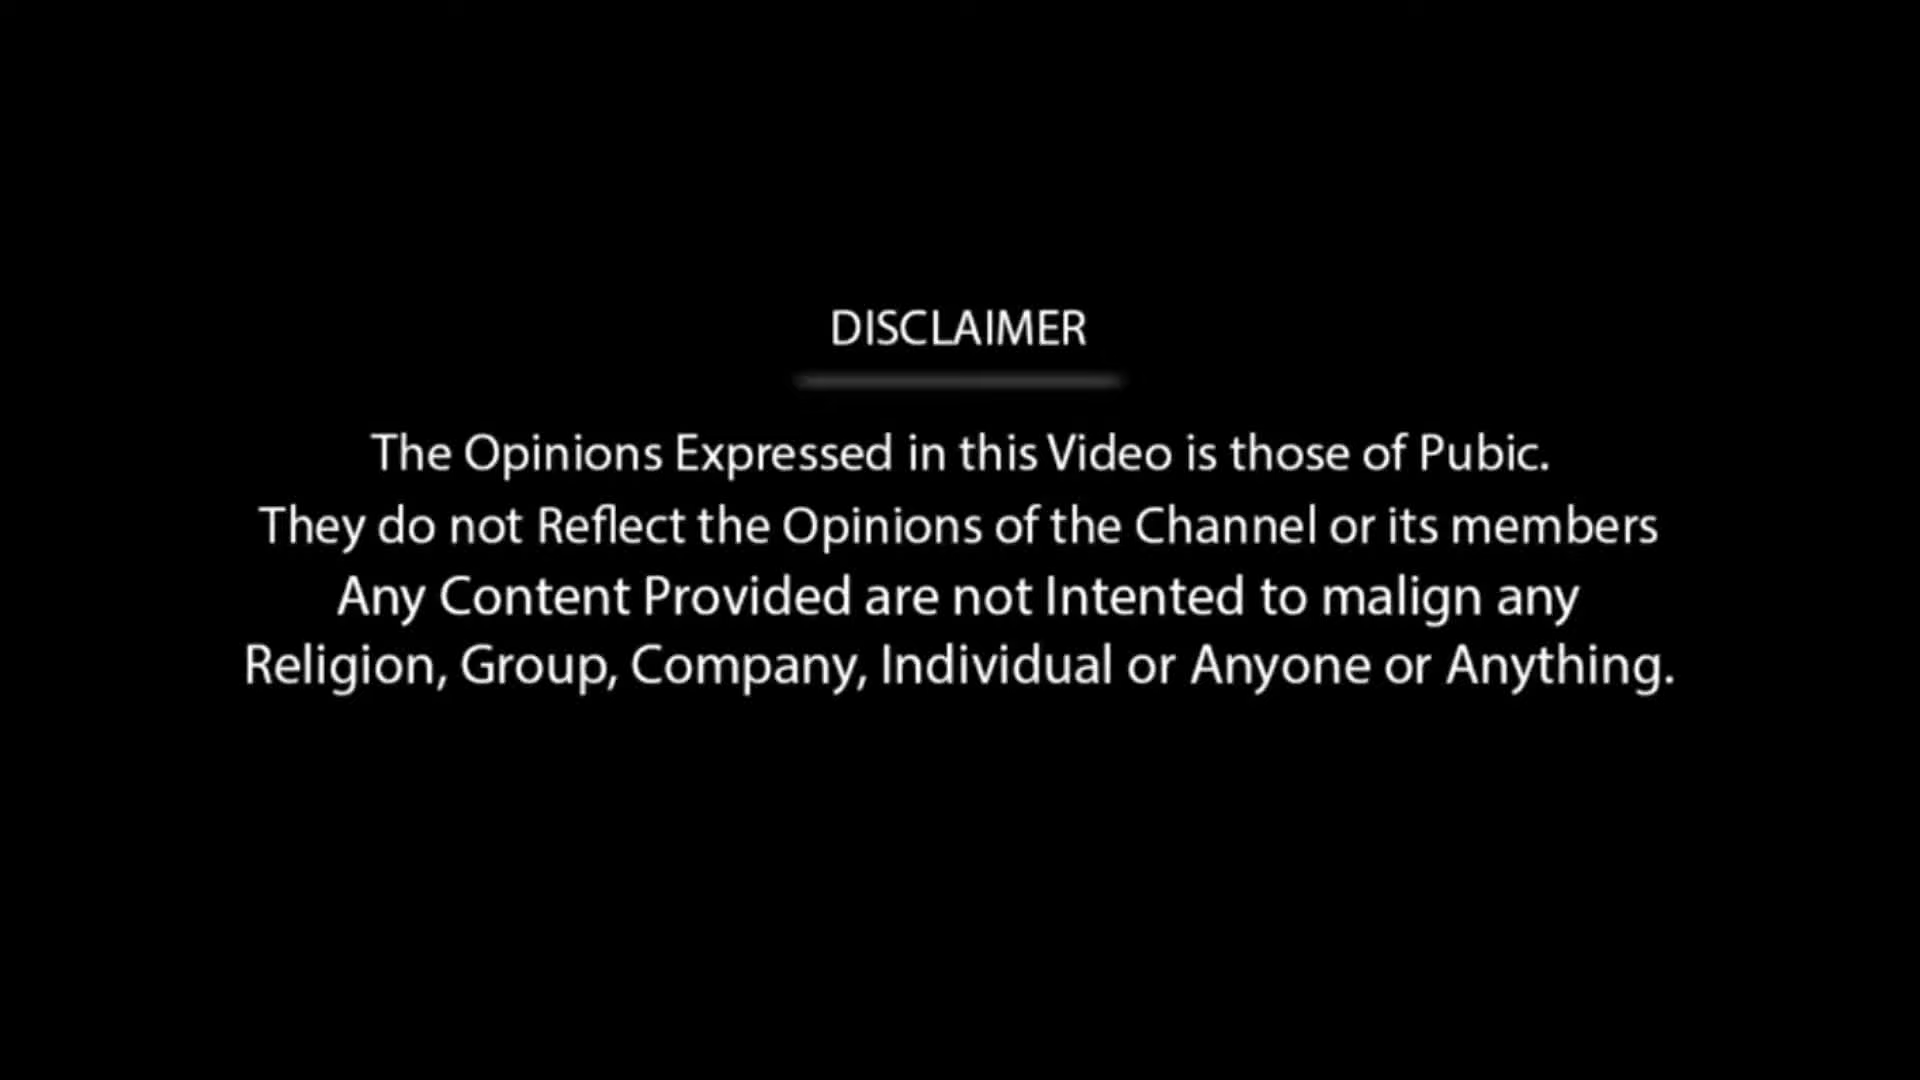 DISCLAIMER
The Opinions Expressed in this Video is those of Pubic.
They do not Reflect the Opinions of the Channel or its members
Any Content Provided are not Intented to malign any
Religion, Group, Company, Individual or Anyone or Anything.